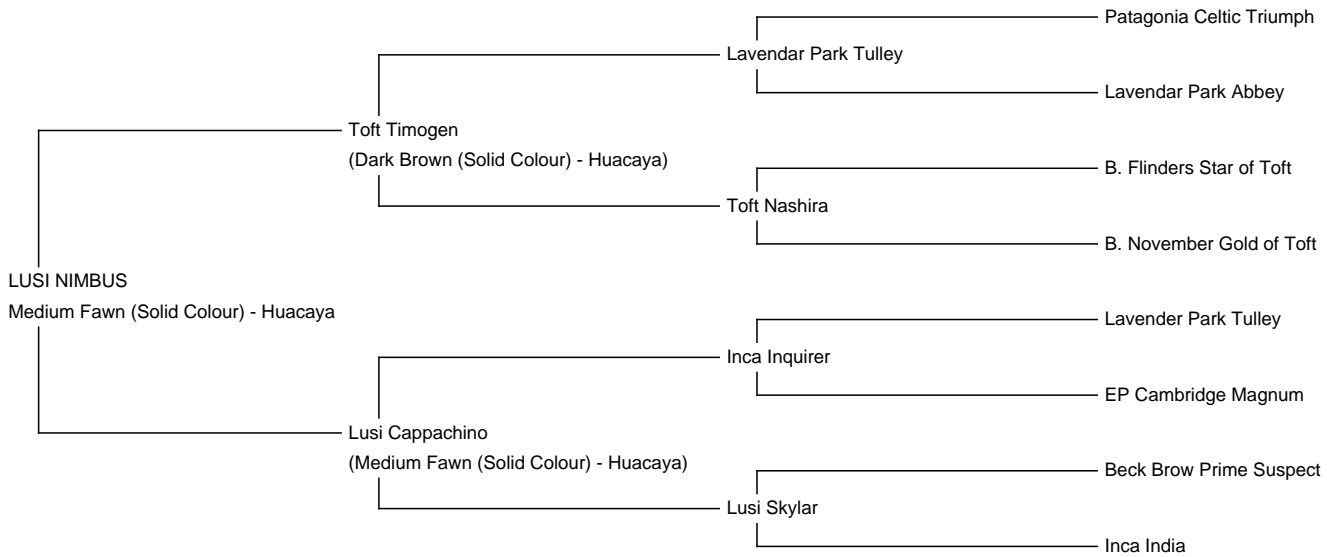 Patagonia Celtic Triumph
Lavendar Park Tulley
Lavendar Park Abbey
Toft Timogen
(Dark Brown (Solid Colour) - Huacaya)
B. Flinders Star of Toft
Toft Nashira
B. November Gold of Toft
LUSI NIMBUS
Medium Fawn (Solid Colour) - Huacaya
Lavender Park Tulley
Inca Inquirer
EP Cambridge Magnum
Lusi Cappachino
(Medium Fawn (Solid Colour) - Huacaya)
Beck Brow Prime Suspect
Lusi Skylar
Inca India